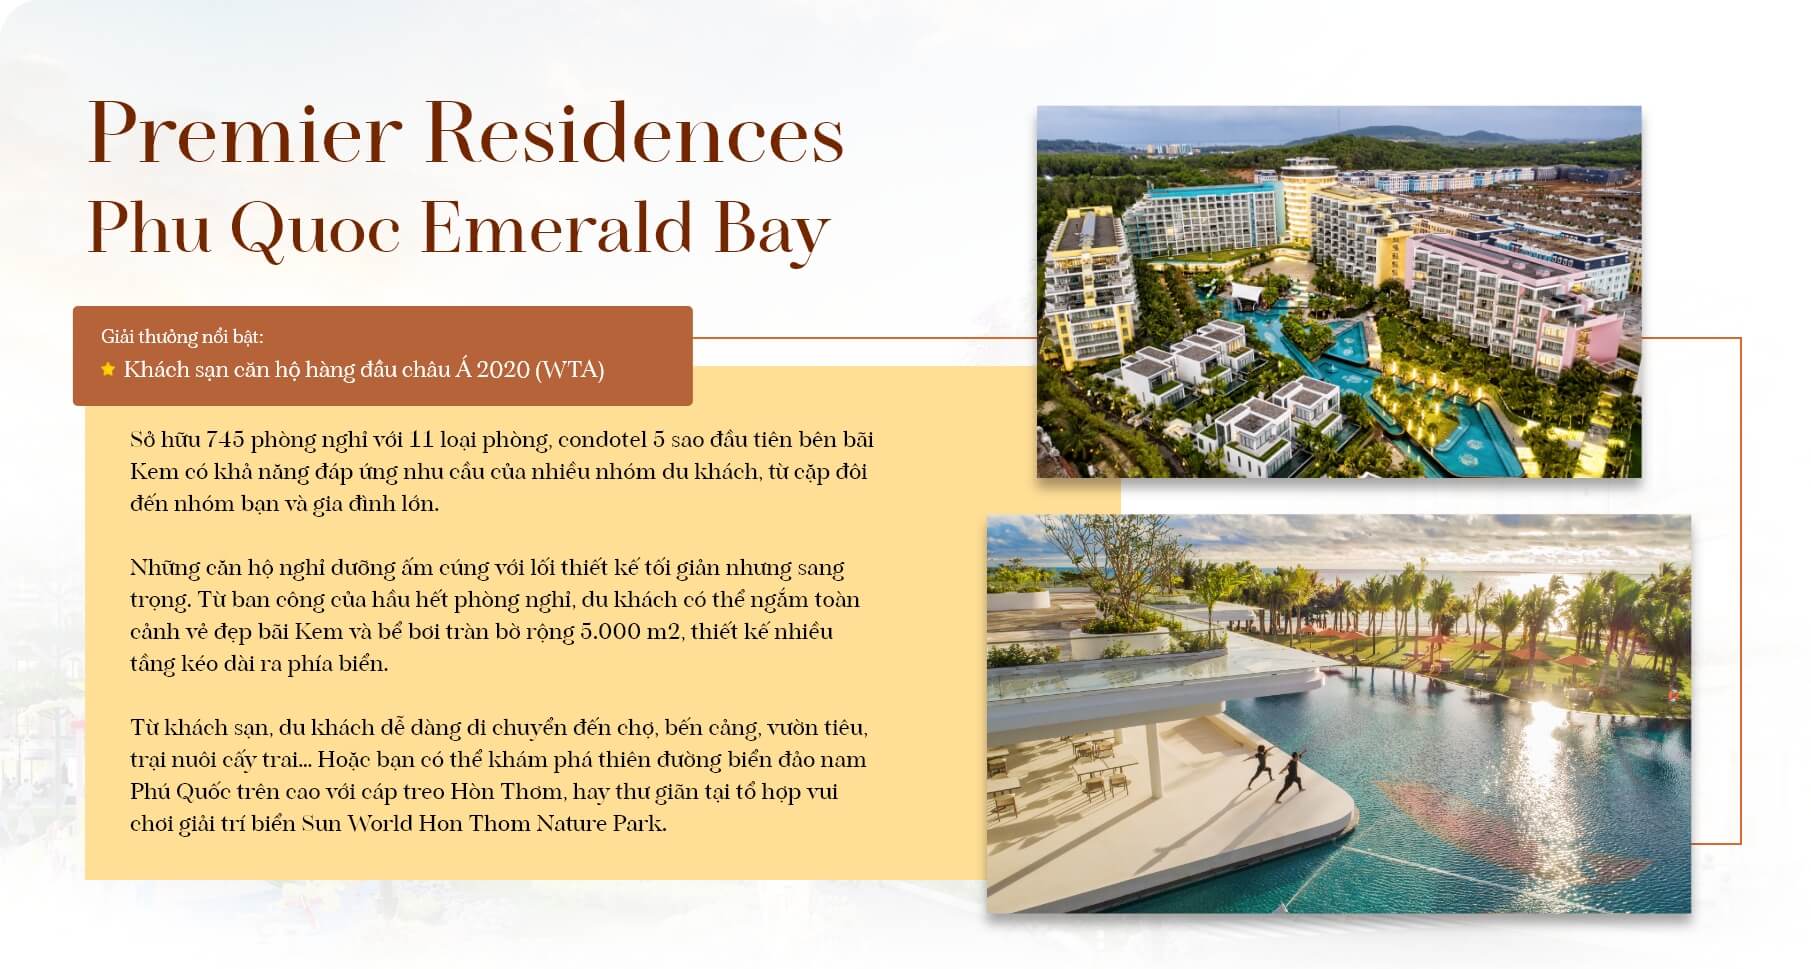 Premier Residences
Phu Quoc Emerald Bay
Giải thưởng nổi bật:
Khách sạn căn hộ hàng đầu châu Á 2020 (WTA)
Sở hữu 745 phòng nghỉ với 11 loại phòng, condotel 5 sao đầu tiên bên bãi
Kem có khả năng đáp ứng nhu cầu của nhiều nhóm du khách, từ cặp đôi
đến nhóm bạn và gia đình lớn.
Những căn hộ nghỉ dưỡng ấm cúng với lối thiết kế tối giản nhưng sang
trọng. Từ ban công của hầu hết phòng nghỉ, du khách có thể ngắm toàn
cảnh vẻ đẹp bãi Kem và bể bơi tràn bờ rộng 5.000 m2, thiết kế nhiều
tầng kéo dài ra phía biển.
Từ khách sạn, du khách dễ dàng di chuyển đến chợ, bến cảng, vườn tiêu,
trại nuôi cấy trai... Hoặc bạn có thể khám phá thiên đường biển đảo nam
Phú Quốc trên cao với cáp treo Hòn Thơm, hay thư giãn tại tổ hợp vui
chơi giải trí biển Sun World Hon Thom Nature Park.